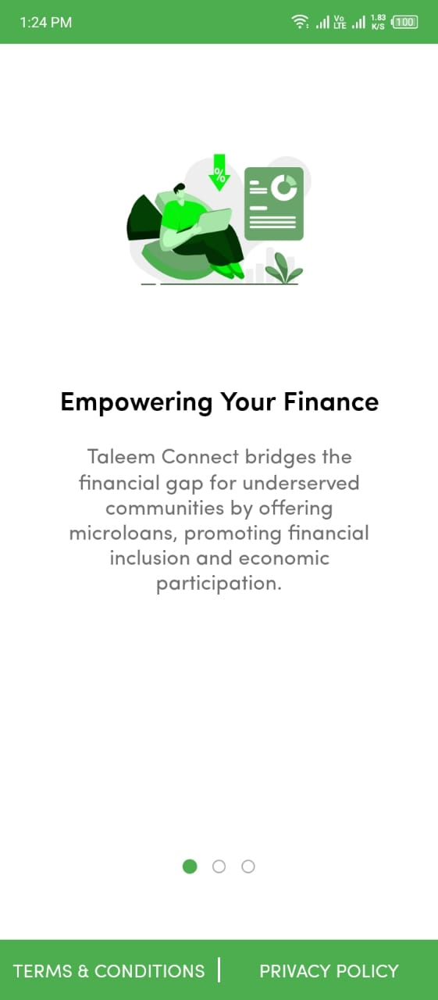 1:24 PM
Vo LTE
1.83 K/S
100
%
Empowering Your Finance
Taleem Connect bridges the
financial gap for underserved
communities by offering
microloans, promoting financial
inclusion and economic
participation.
TERMS & CONDITIONS | PRIVACY POLICY